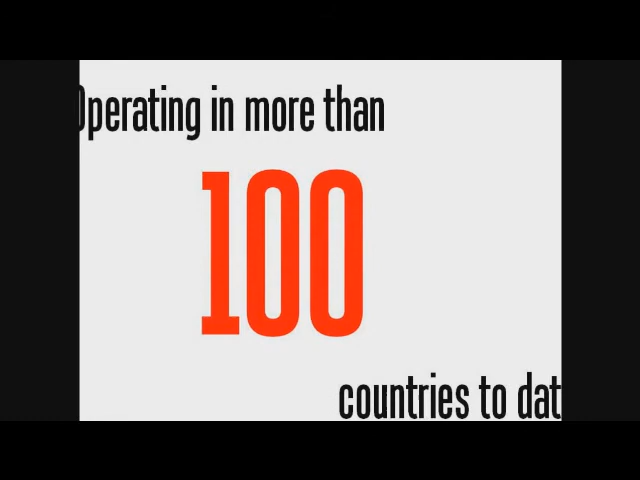 Operating in more than
100
countries to dat